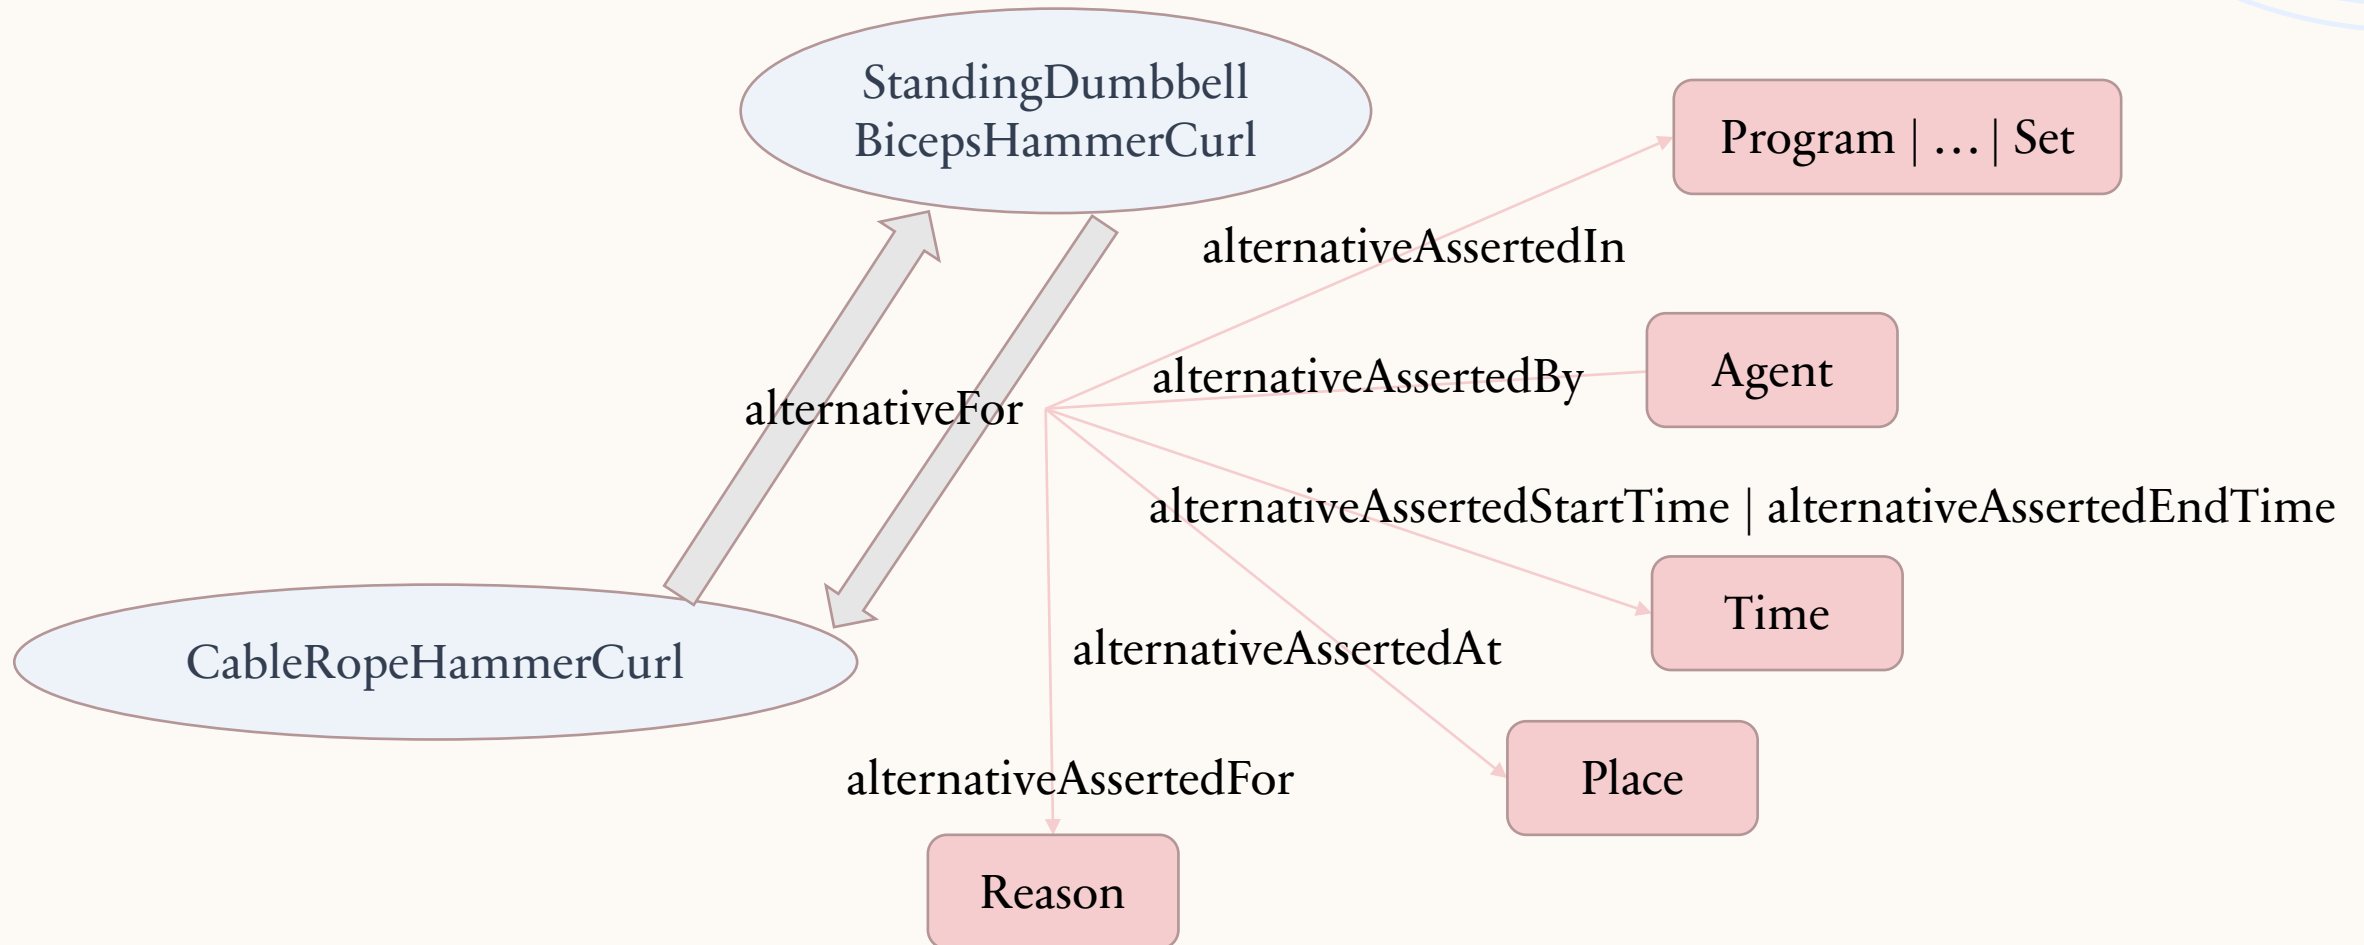 StandingDumbbell
BicepsHammerCurl
Program | … | Set
alternativeAssertedIn
Agent
alternativeAssertedBy
alternativeFor
alternativeAssertedStartTime | alternativeAssertedEndTime
Time
alternativeAssertedAt
CableRopeHammerCurl
Place
alternativeAssertedFor
Reason